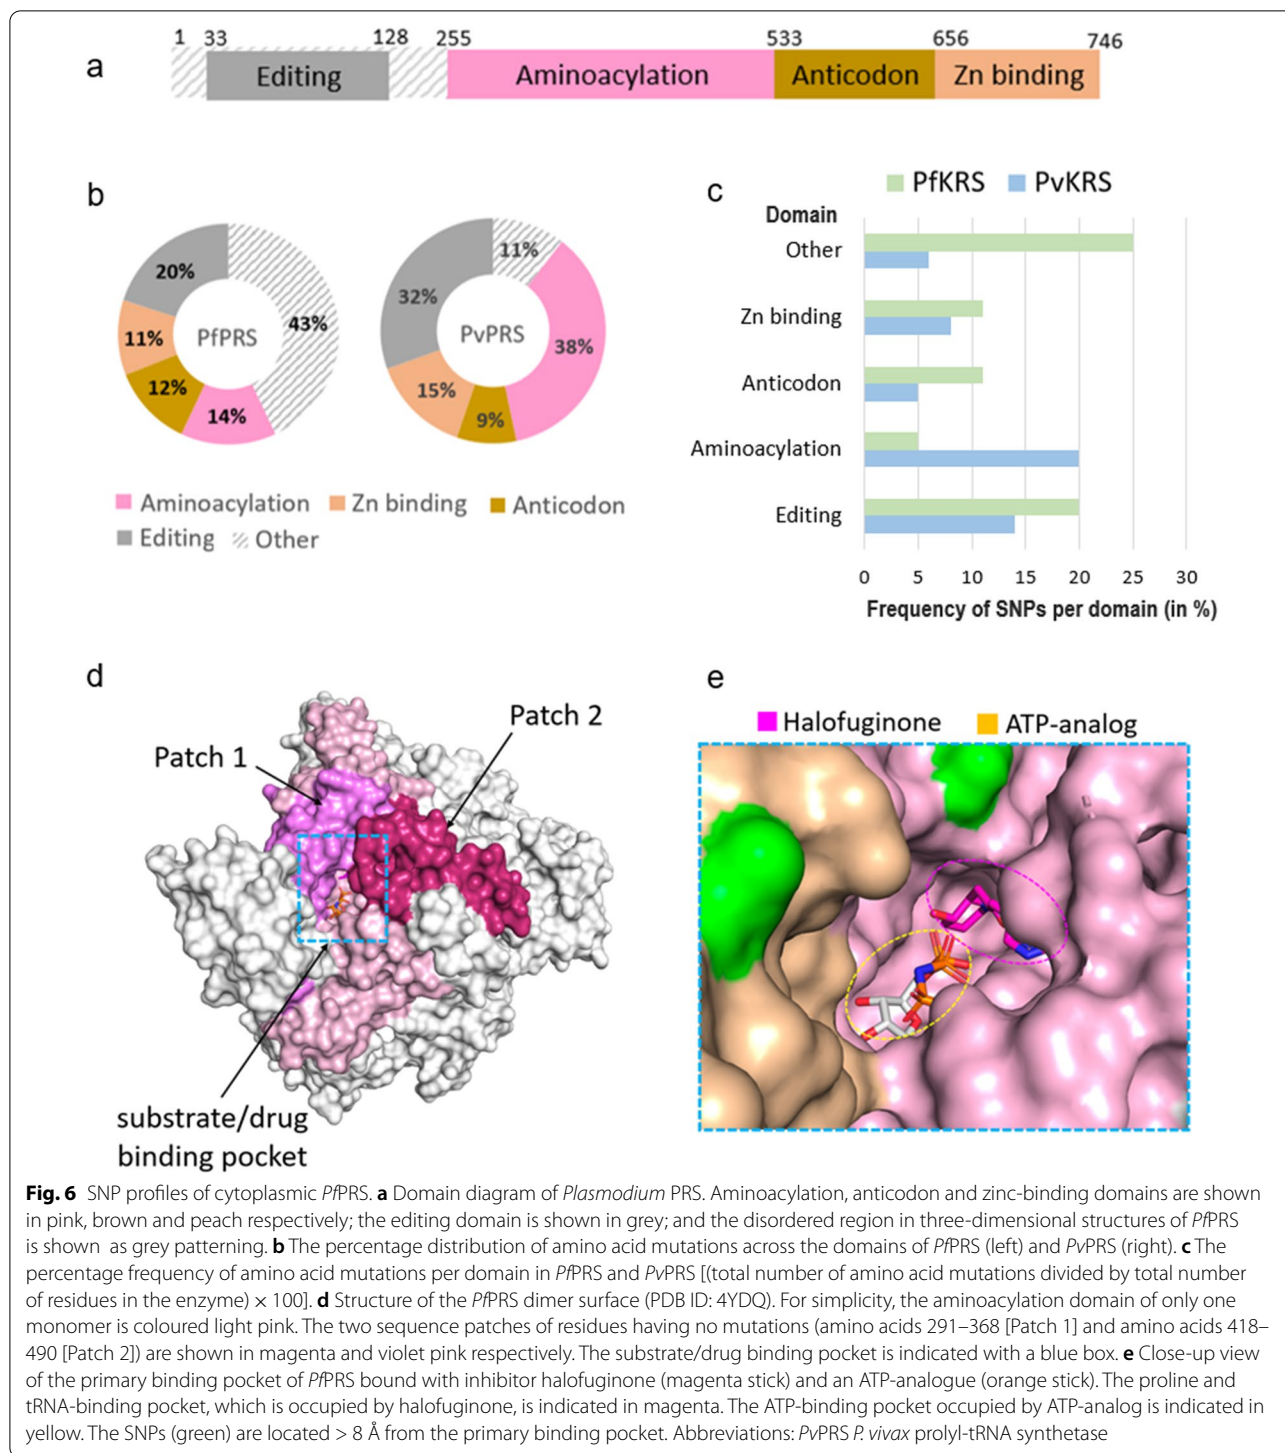 a
1 33 128 255 533 656 746
Editing Aminoacylation Anticodon Zn binding
b
20%
43%
11%
12%
14%
PfPRS
11%
32%
38%
15%
9%
PvPRS
Aminoacylation Zn binding Anticodon
Editing Other
c
PfKRS PvKRS
Domain
Other
Zn binding
Anticodon
Aminoacylation
Editing
0 5 10 15 20 25 30
Frequency of SNPs per domain (in %)
d
Patch 2
Patch 1
substrate/drug
binding pocket
e
Halofuginone ATP-analog
Fig. 6 SNP profiles of cytoplasmic PfPRS. a Domain diagram of Plasmodium PRS. Aminoacylation, anticodon and zinc-binding domains are shown
in pink, brown and peach respectively; the editing domain is shown in grey; and the disordered region in three-dimensional structures of PfPRS
is shown as grey patterning. b The percentage distribution of amino acid mutations across the domains of PfPRS (left) and PvPRS (right). c The
percentage frequency of amino acid mutations per domain in PfPRS and PvPRS [(total number of amino acid mutations divided by total number
of residues in the enzyme) × 100]. d Structure of the PfPRS dimer surface (PDB ID: 4YDQ). For simplicity, the aminoacylation domain of only one
monomer is coloured light pink. The two sequence patches of residues having no mutations (amino acids 291–368 [Patch 1] and amino acids 418–
490 [Patch 2]) are shown in magenta and violet pink respectively. The substrate/drug binding pocket is indicated with a blue box. e Close-up view
of the primary binding pocket of PfPRS bound with inhibitor halofuginone (magenta stick) and an ATP-analogue (orange stick). The proline and
tRNA-binding pocket, which is occupied by halofuginone, is indicated in magenta. The ATP-binding pocket occupied by ATP-analog is indicated in
yellow. The SNPs (green) are located > 8 Å from the primary binding pocket. Abbreviations: PvPRS P. vivax prolyl-tRNA synthetase